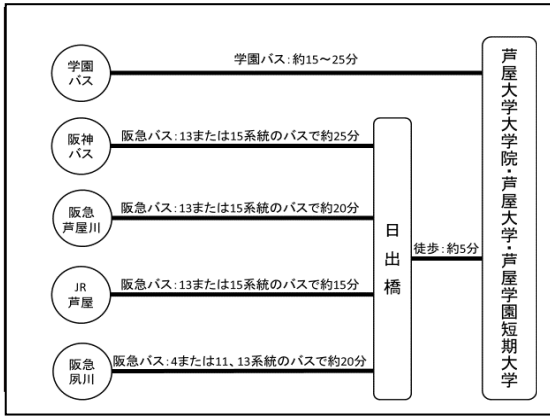 学園
バス
学園バス：約15～25分
阪神
バス
阪急バス：13または15系統のバスで約25分
阪急
芦屋川
阪急バス：13または15系統のバスで約20分
JR
芦屋
阪急バス：13または15系統のバスで約15分
阪急
夙川
阪急バス：4または11、13系統のバスで約20分
日出橋
徒歩：約5分
芦屋大学大学院・芦屋大学・芦屋学園短期大学